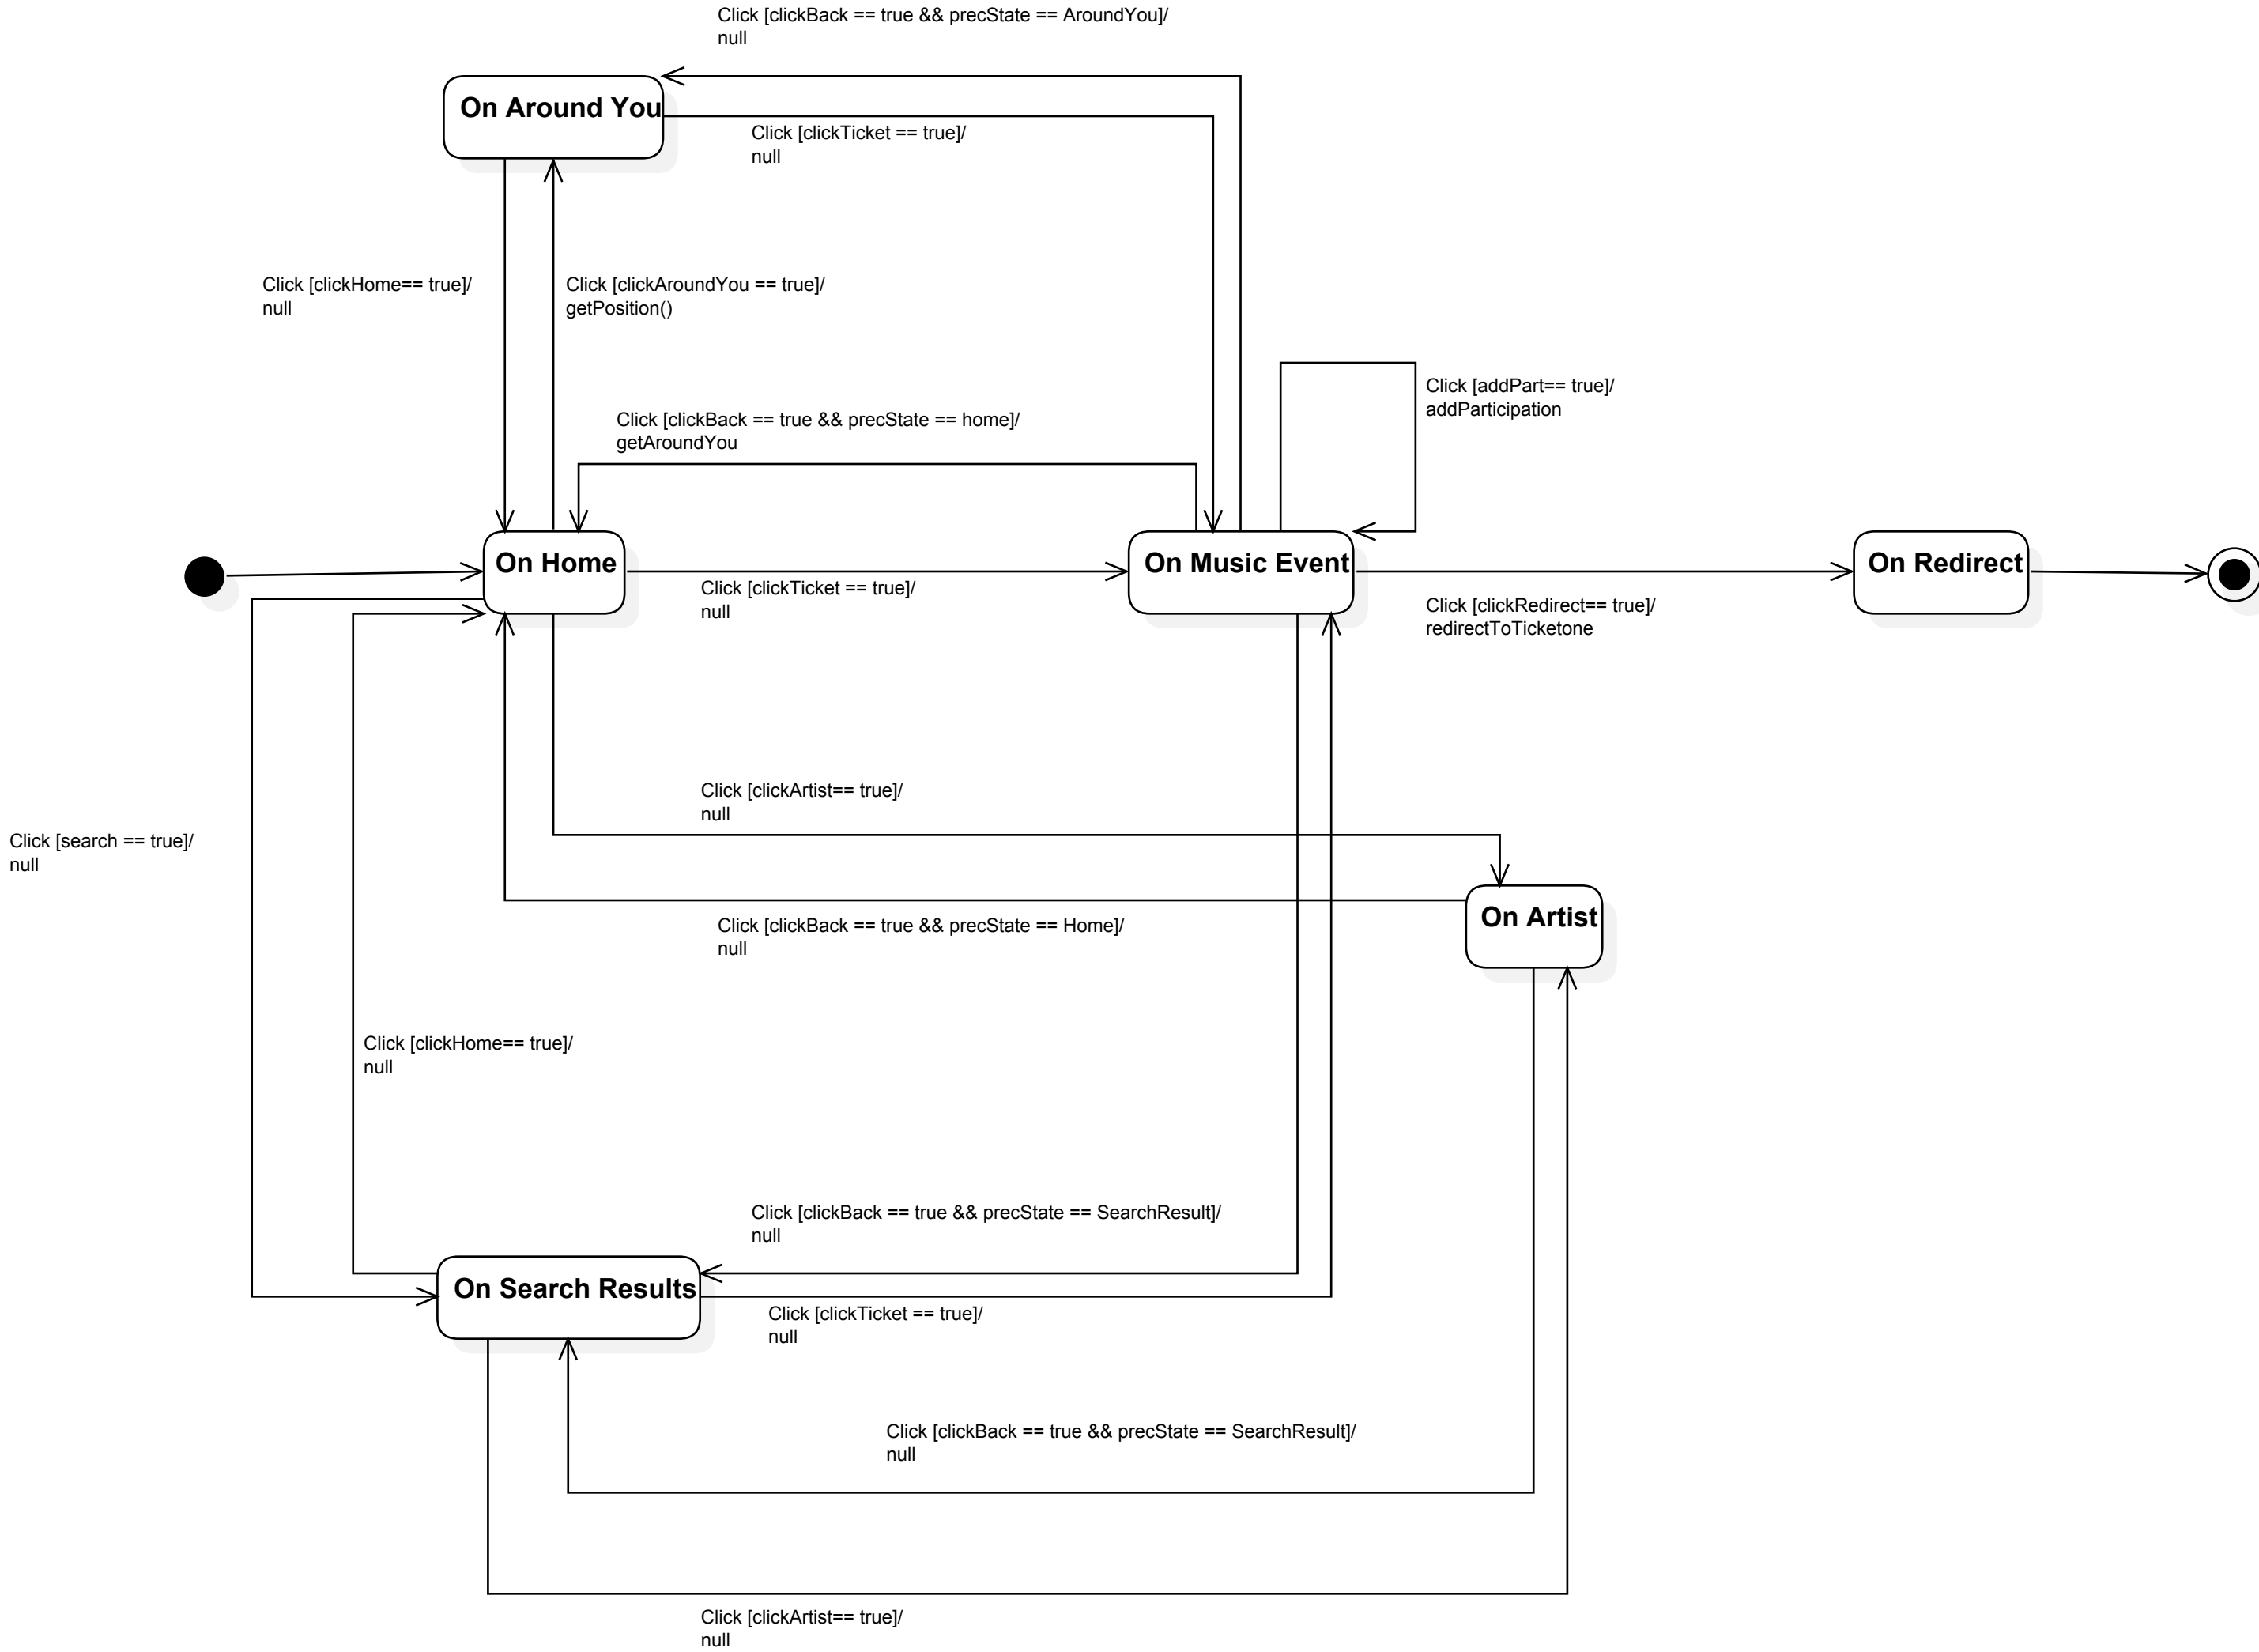 Click [clickBack == true && precState == AroundYou]/
null
On Around You
Click [clickTicket == true]/
null
Click [clickHome== true]/
null
Click [clickAroundYou == true]/
getPosition()
Click [addPart== true]/
addParticipation
Click [clickBack == true && precState == home]/
getAroundYou
On Home
On Music Event
On Redirect
Click [clickTicket == true]/
null
Click [clickRedirect== true]/
redirectToTicketone
Click [clickArtist== true]/
null
Click [search == true]/
null
On Artist
Click [clickBack == true && precState == Home]/
null
Click [clickHome== true]/
null
Click [clickBack == true && precState == SearchResult]/
null
On Search Results
Click [clickTicket == true]/
null
Click [clickBack == true && precState == SearchResult]/
null
Click [clickArtist== true]/
null